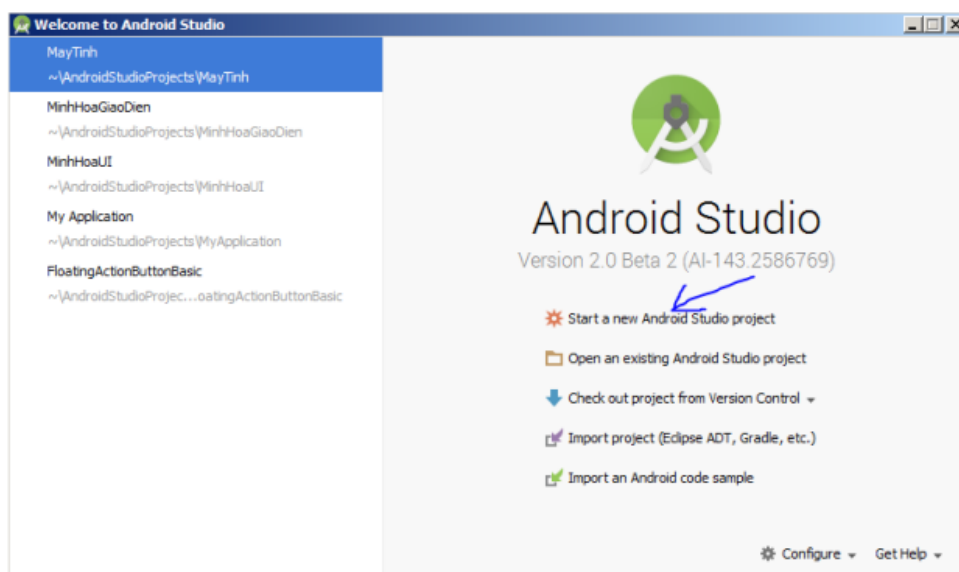 Welcome to Android Studio
MayTinh
~\AndroidStudioProjects\MayTinh
MinhHoaGiaoDien
~\AndroidStudioProjects\MinhHoaGiaoDien
MinhHoaUI
~\AndroidStudioProjects\MinhHoaUI
My Application
~\AndroidStudioProjects\MyApplication
FloatingActionButtonBasic
~\AndroidStudioProjec...oatingActionButtonBasic
Android Studio
Version 2.0 Beta 2 (AI-143.2586769)
Start a new Android Studio project
Open an existing Android Studio project
Check out project from Version Control
Import project (Eclipse ADT, Gradle, etc.)
Import an Android code sample
Configure
Get Help